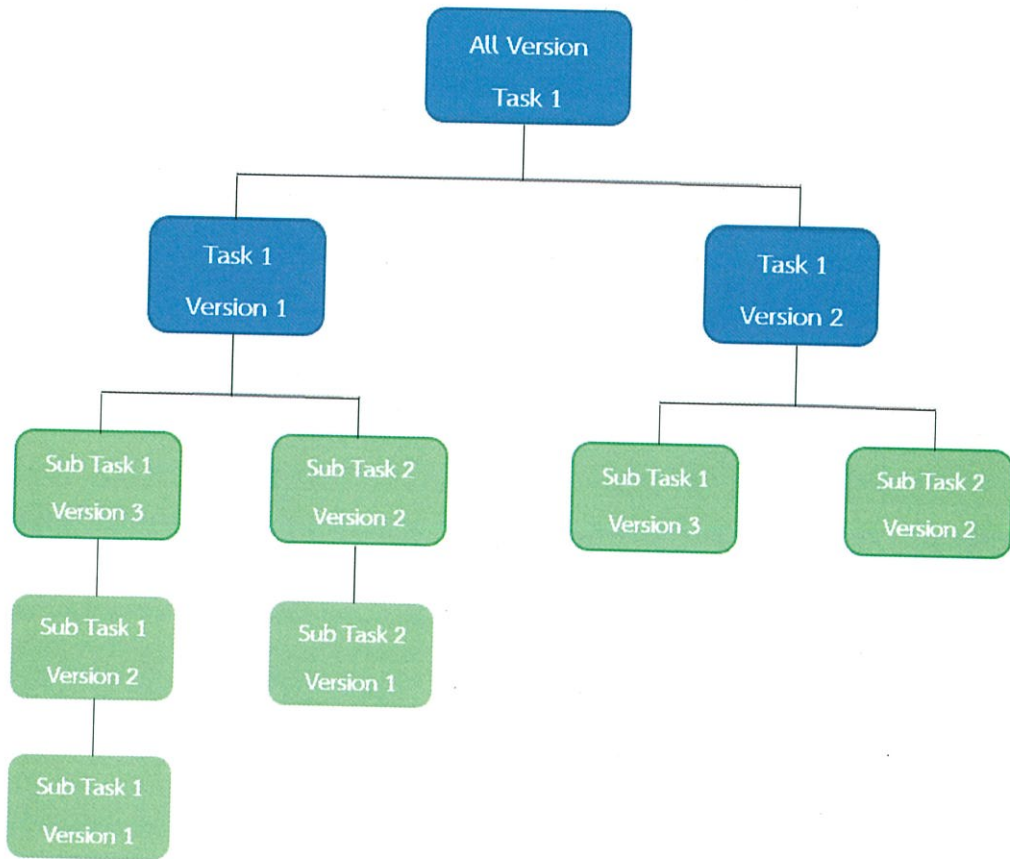 All Version
Task 1
Task 1
Version 1
Task 1
Version 2
Sub Task 1
Version 3
Sub Task 2
Version 2
Sub Task 1
Version 3
Sub Task 2
Version 2
Sub Task 1
Version 2
Sub Task 2
Version 1
Sub Task 1
Version 1